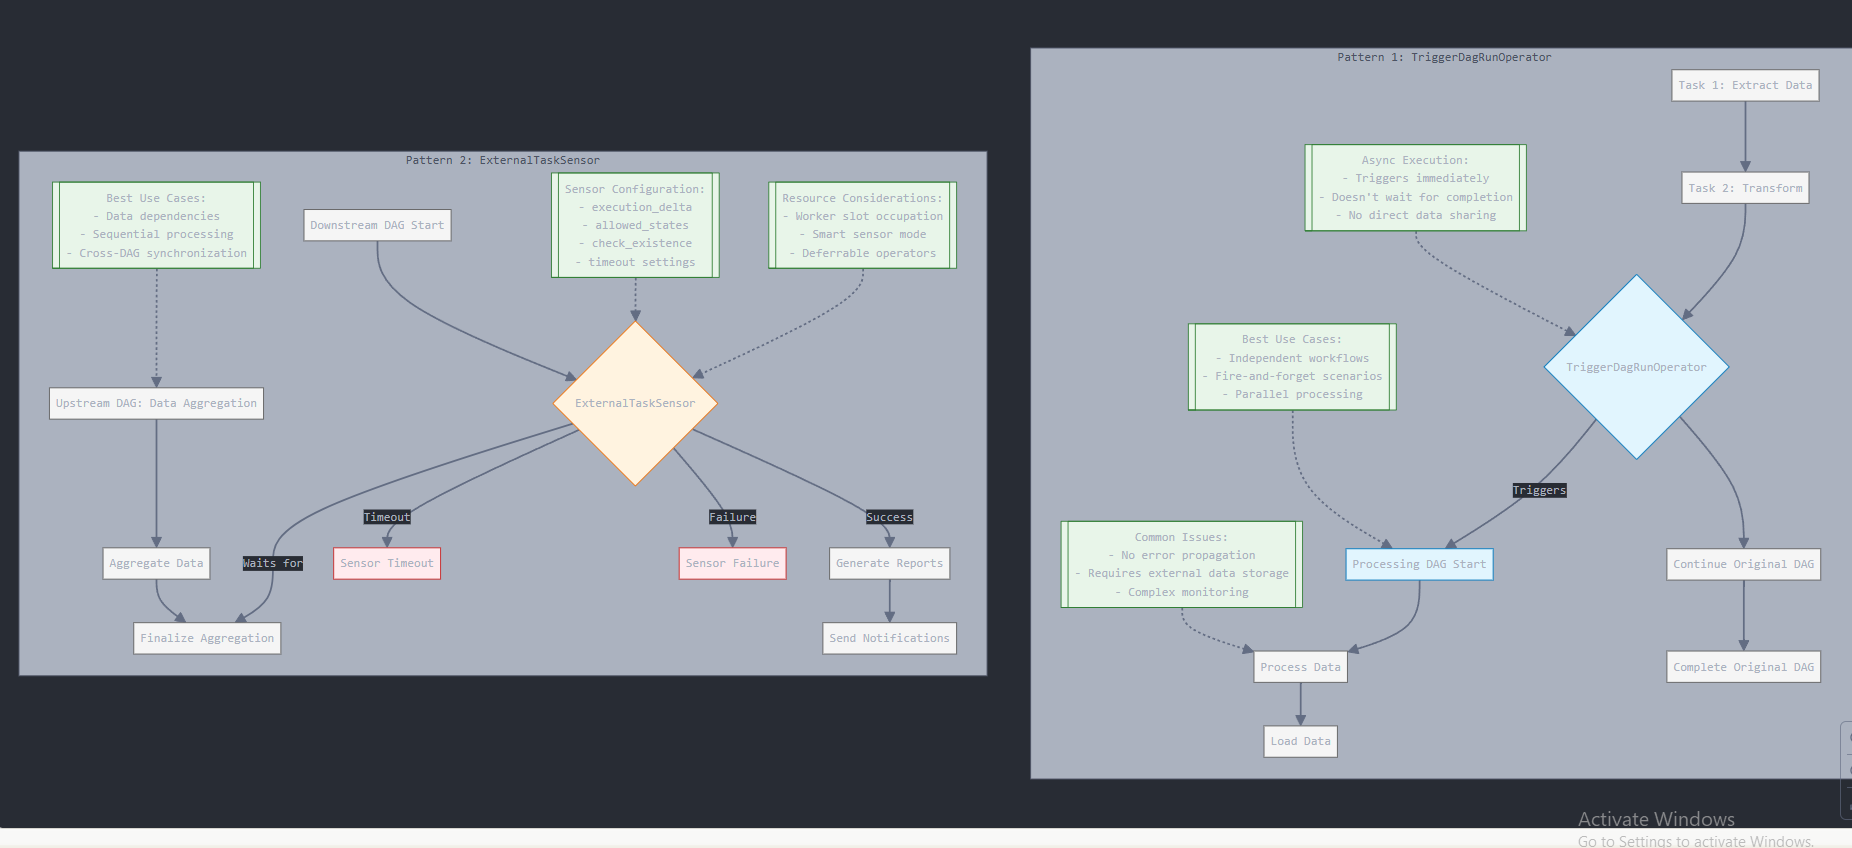 Pattern 2: ExternalTaskSensor
Best Use Cases:
- Data dependencies
- Sequential processing
- Cross-DAG synchronization
Downstream DAG Start
Sensor Configuration:
- execution_delta
- allowed_states
- check_existence
- timeout settings
Resource Considerations:
- Worker slot occupation
- Smart sensor mode
- Deferrable operators
Upstream DAG: Data Aggregation
ExternalTaskSensor
Timeout
Failure
Success
Aggregate Data
Waits for
Sensor Timeout
Sensor Failure
Generate Reports
Finalize Aggregation
Send Notifications
Pattern 1: TriggerDagRunOperator
Task 1: Extract Data
Async Execution:
- Triggers immediately
- Doesn't wait for completion
- No direct data sharing
Task 2: Transform
Best Use Cases:
- Independent workflows
- Fire-and-forget scenarios
- Parallel processing
TriggerDagRunOperator
Triggers
Common Issues:
- No error propagation
- Requires external data storage
- Complex monitoring
Processing DAG Start
Continue Original DAG
Process Data
Complete Original DAG
Load Data
Activate Windows
Go to Settings to activate Windows.